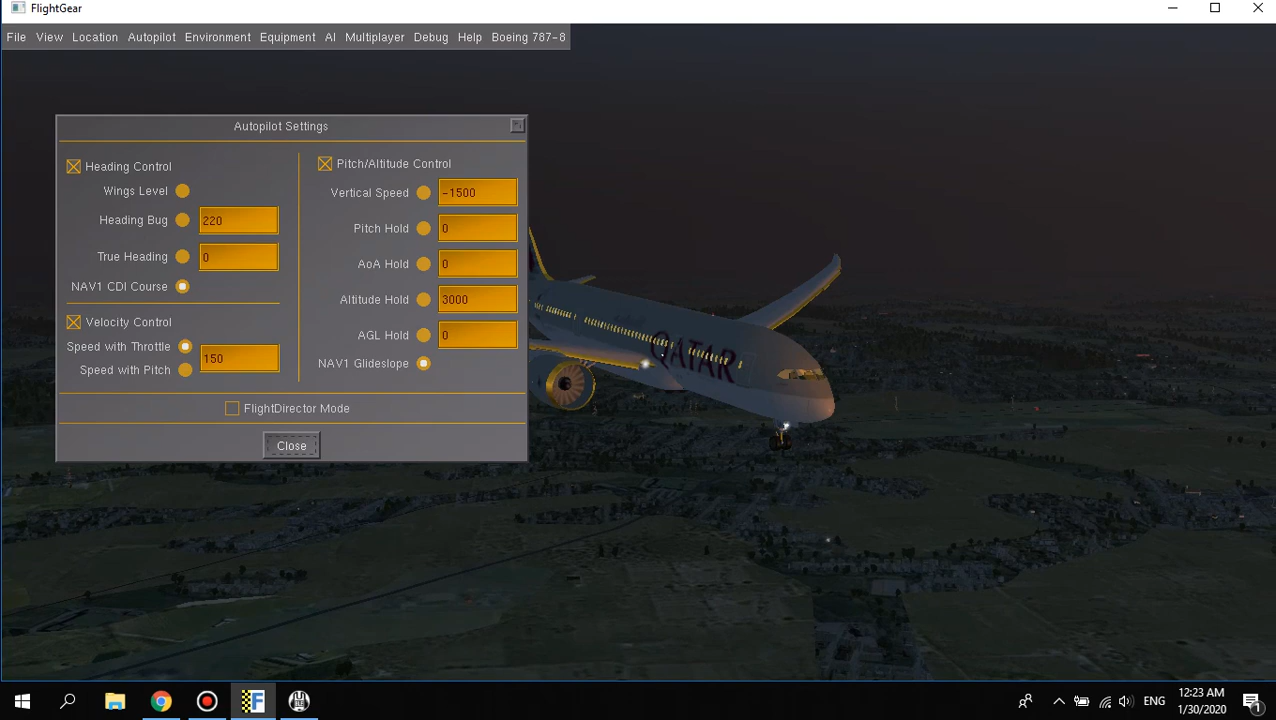 FlightGear
File View Location Autopilot Environment Equipment AI Multiplayer Debug Help Boeing 787-8
Autopilot Settings
Heading Control
Wings Level
Heading Bug 220
True Heading 0
NAV1 CDI Course
Velocity Control
Speed with Throttle
150
Speed with Pitch
Pitch/Altitude Control
Vertical Speed -1500
Pitch Hold 0
AoA Hold 0
Altitude Hold 3000
AGL Hold 0
NAV1 Glideslope
FlightDirector Mode
Close
QATAR
ENG
12:23 AM
1/30/2020
1